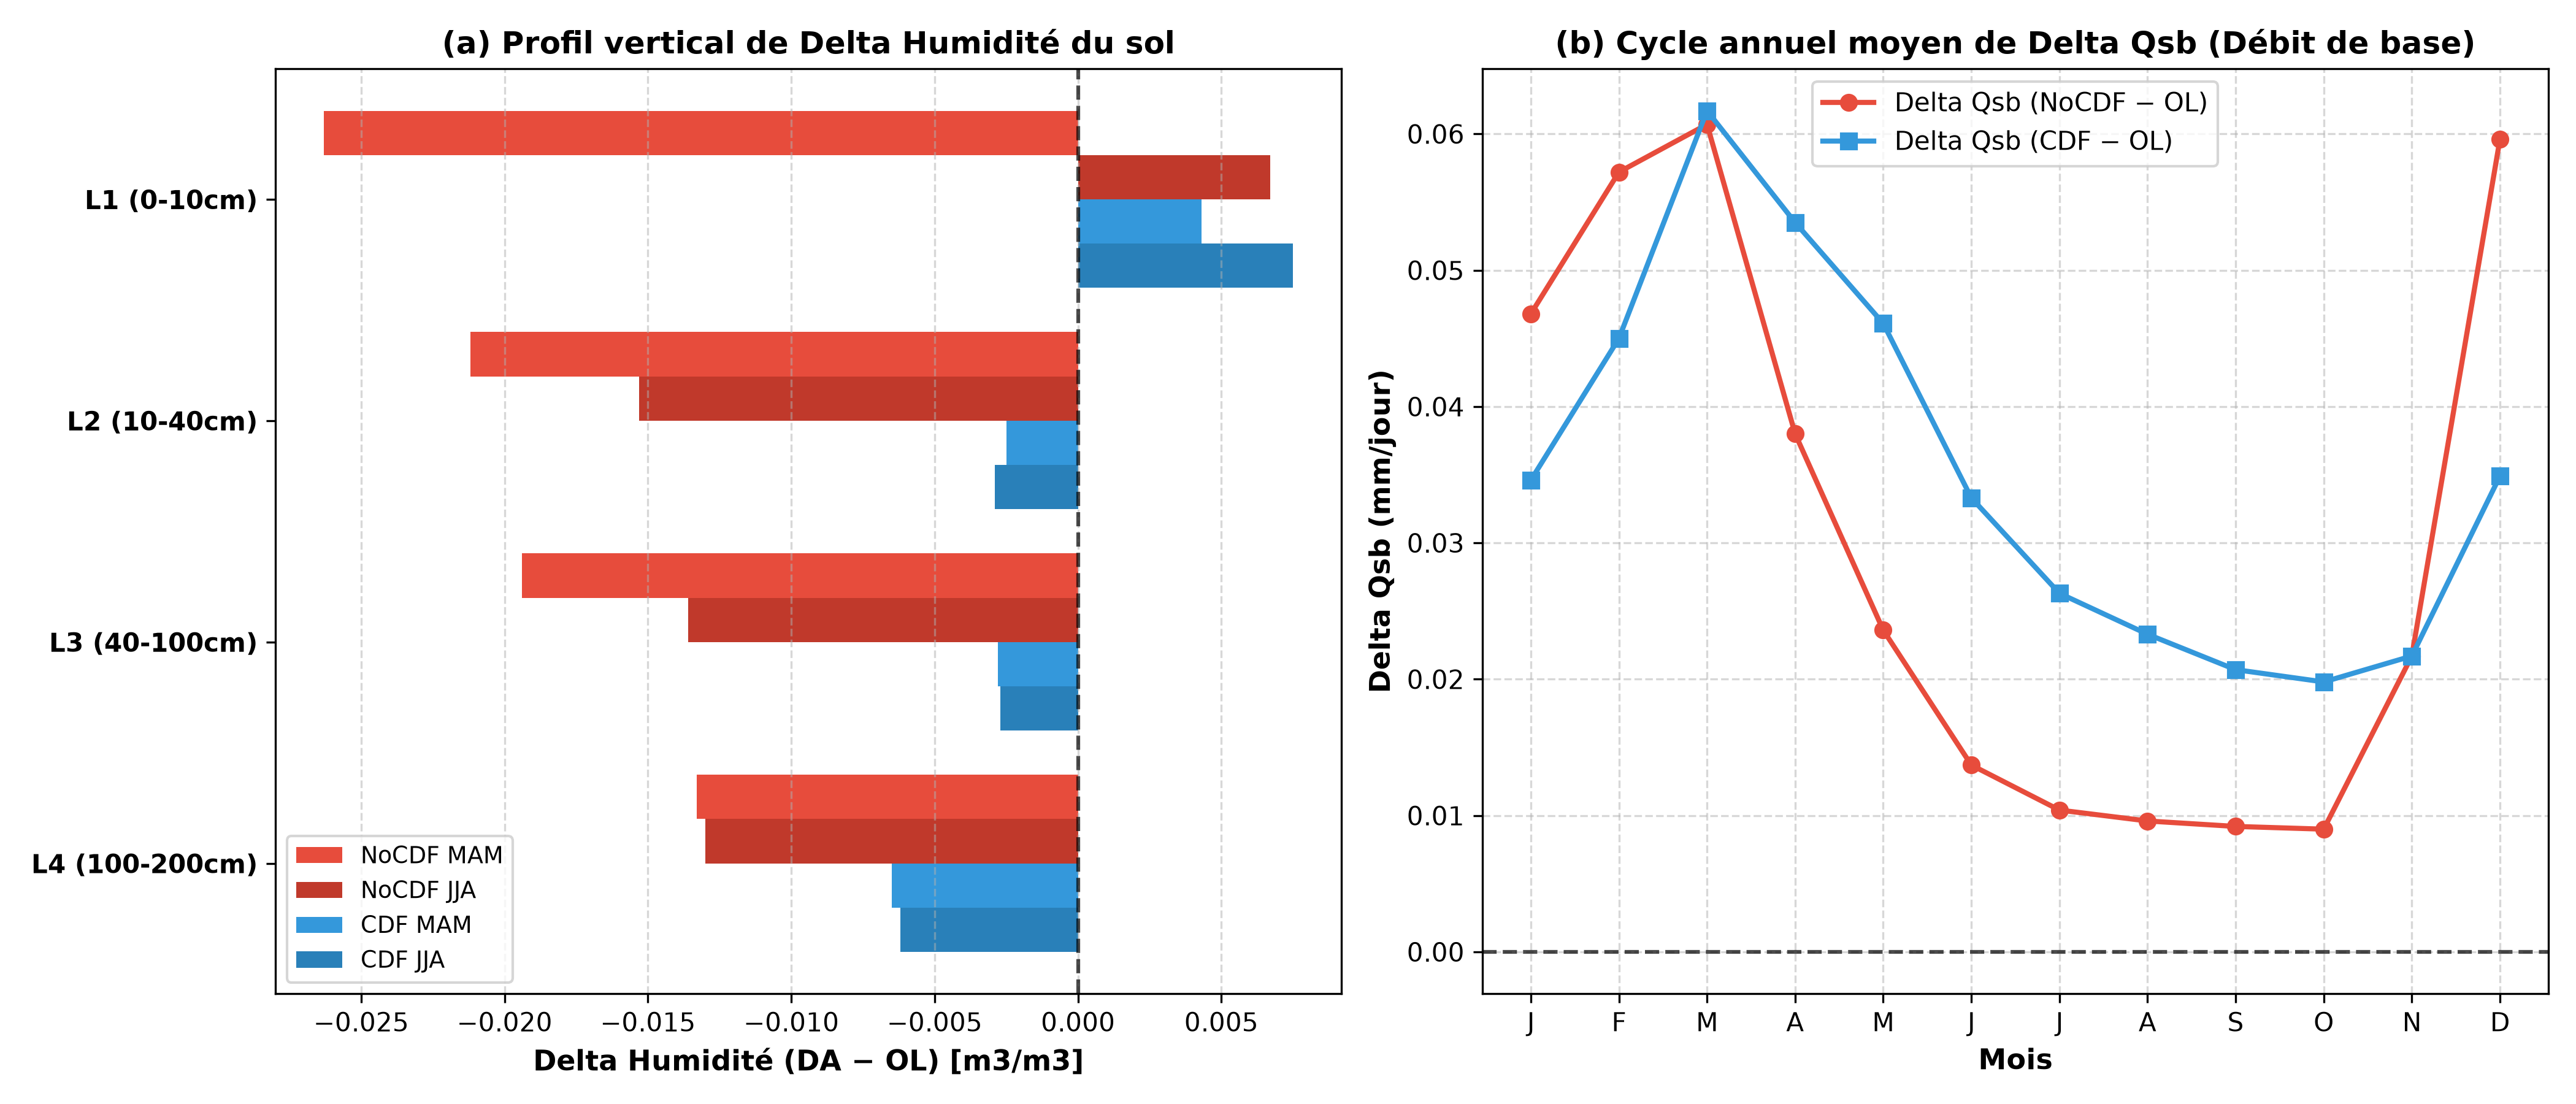 (a) Profil vertical de Delta Humidité du sol
L1 (0-10cm)
L2 (10-40cm)
L3 (40-100cm)
L4 (100-200cm)
NoCDF MAM
NoCDF JJA
CDF MAM
CDF JJA
−0.025 −0.020 −0.015 −0.010 −0.005 0.000 0.005
Delta Humidité (DA − OL) [m3/m3]
(b) Cycle annuel moyen de Delta Qsb (Débit de base)
Delta Qsb (NoCDF − OL)
Delta Qsb (CDF − OL)
Delta Qsb (mm/jour)
0.06
0.05
0.04
0.03
0.02
0.01
0.00
J F M A M J J A S O N D
Mois